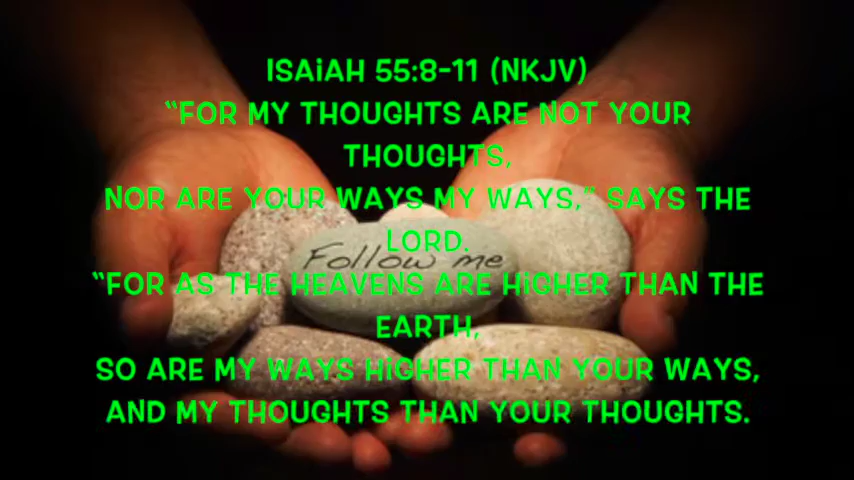 ISAiAH 55:8-11 (NKJV)
"FOR MY THOUGHTS ARE NOT YOUR
THOUGHTS,
NOR ARE YOUR WAYS MY WAYS," SAYS THE
LORD.
Follow me
"FOR AS THE HEAVENS ARE HiGHER THAN THE
EARTH,
SO ARE MY WAYS HiGHER THAN YOUR WAYS,
AND MY THOUGHTS THAN YOUR THOUGHTS.